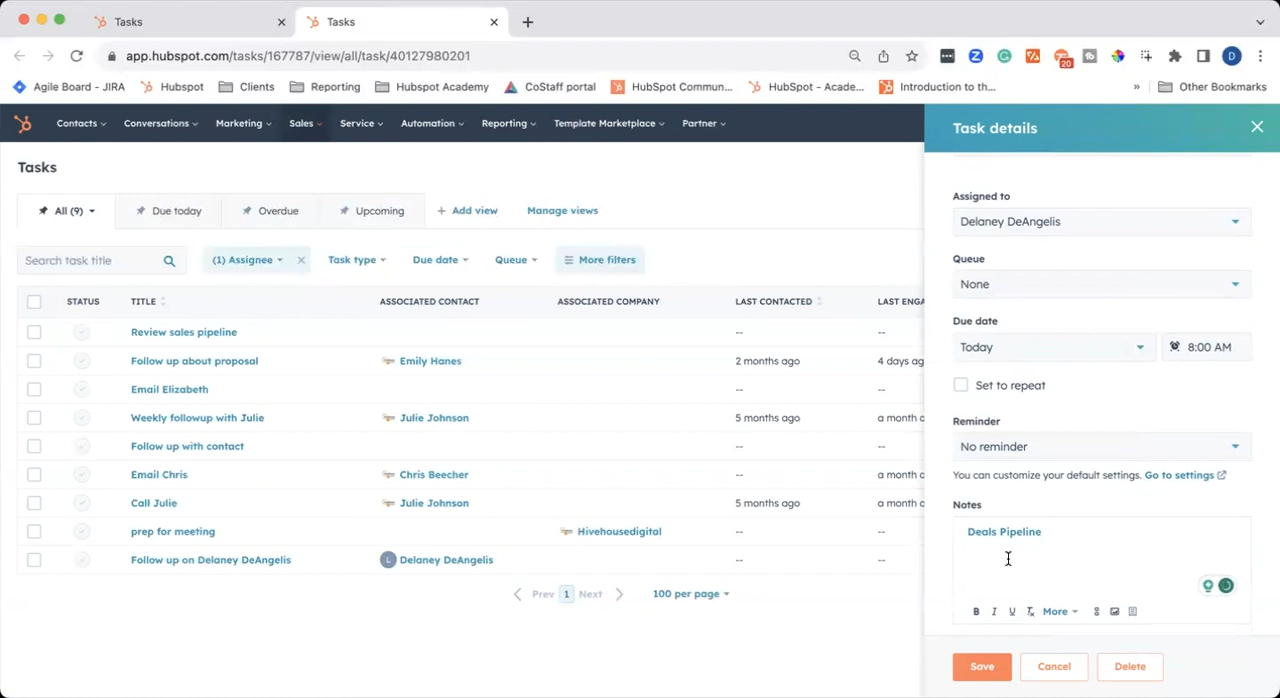 Tasks
Tasks
app.hubspot.com/tasks/167787/view/all/task/40127980201
20
D
Agile Board - JIRA
Hubspot
Clients
Reporting
Hubspot Academy
CoStaff portal
HubSpot Commun...
HubSpot - Acade...
Introduction to th...
»
Other Bookmarks
Contacts
Conversations
Marketing
Sales
Service
Automation
Reporting
Template Marketplace
Partner
Tasks
All (9)
Due today
Overdue
Upcoming
+ Add view
Manage views
Search task title
(1) Assignee
Task type
Due date
Queue
More filters
STATUS TITLE ASSOCIATED CONTACT ASSOCIATED COMPANY LAST CONTACTED LAST ENGA
Review sales pipeline -- --
Follow up about proposal Emily Hanes 2 months ago 4 days ag
Email Elizabeth -- --
Weekly followup with Julie Julie Johnson 5 months ago a month o
Follow up with contact -- --
Email Chris Chris Beecher -- a month o
Call Julie Julie Johnson 5 months ago a month o
prep for meeting Hivehousedigital -- --
Follow up on Delaney DeAngelis L Delaney DeAngelis -- --
Prev 1 Next
100 per page
Task details
Assigned to
Delaney DeAngelis
Queue
None
Due date
Today
8:00 AM
Set to repeat
Reminder
No reminder
You can customize your default settings. Go to settings
Notes
Deals Pipeline
B I U Tx More
Save
Cancel
Delete